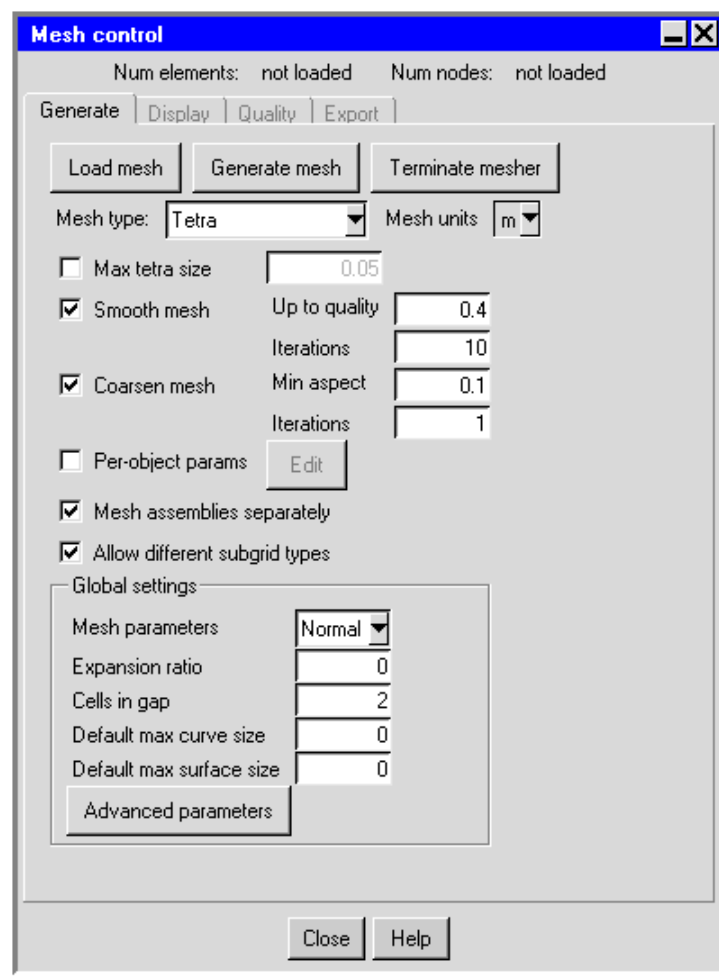 Mesh control
Num elements: not loaded Num nodes: not loaded
Generate Display Quality Export
Load mesh Generate mesh Terminate mesher
Mesh type: Tetra Mesh units m
Max tetra size 0.05
Smooth mesh Up to quality 0.4
Iterations 10
Coarsen mesh Min aspect 0.1
Iterations 1
Per-object params Edit
Mesh assemblies separately
Allow different subgrid types
Global settings
Mesh parameters Normal
Expansion ratio 0
Cells in gap 2
Default max curve size 0
Default max surface size 0
Advanced parameters
Close Help